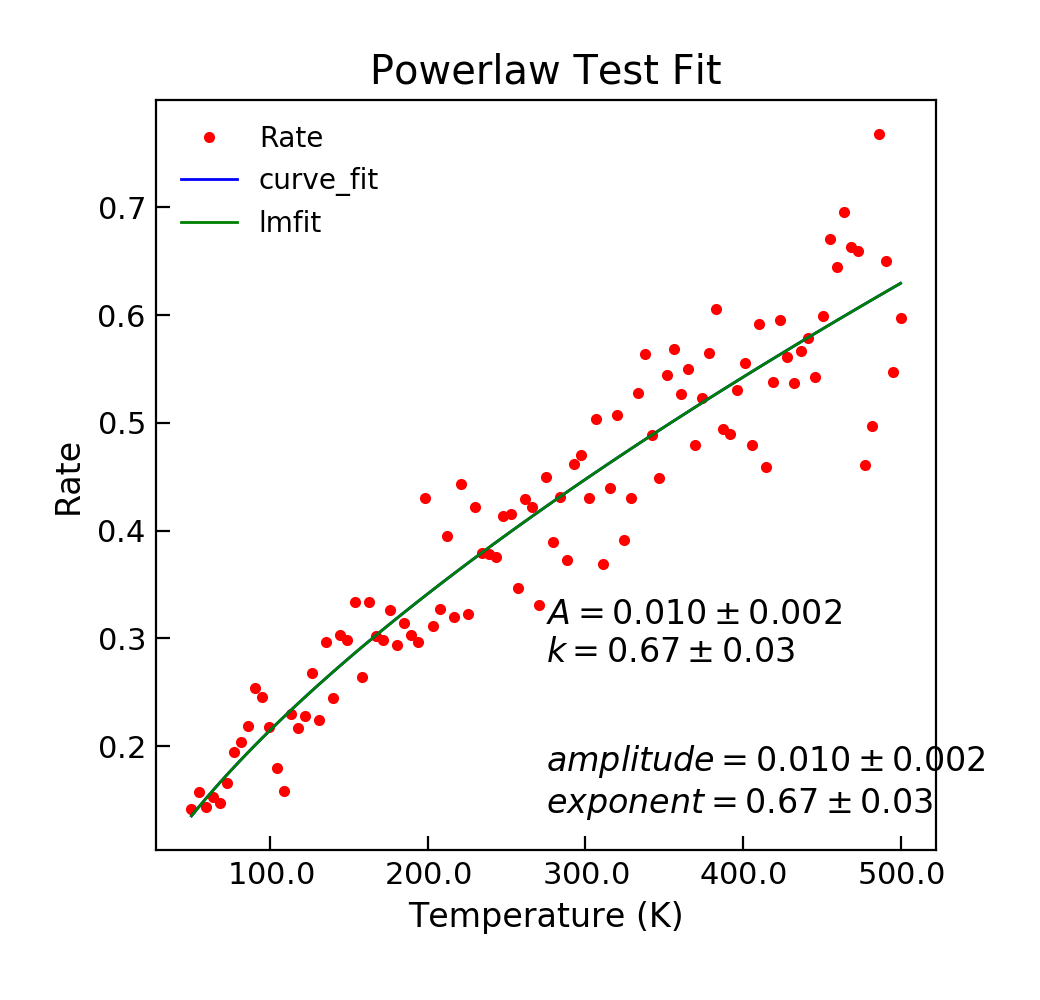 Powerlaw Test Fit
Rate
curve_fit
lmfit
0.7
0.6
0.5
0.4
0.3
0.2
Rate
A = 0.010 ± 0.002
k = 0.67 ± 0.03
amplitude = 0.010 ± 0.002
exponent = 0.67 ± 0.03
100.0 200.0 300.0 400.0 500.0
Temperature (K)